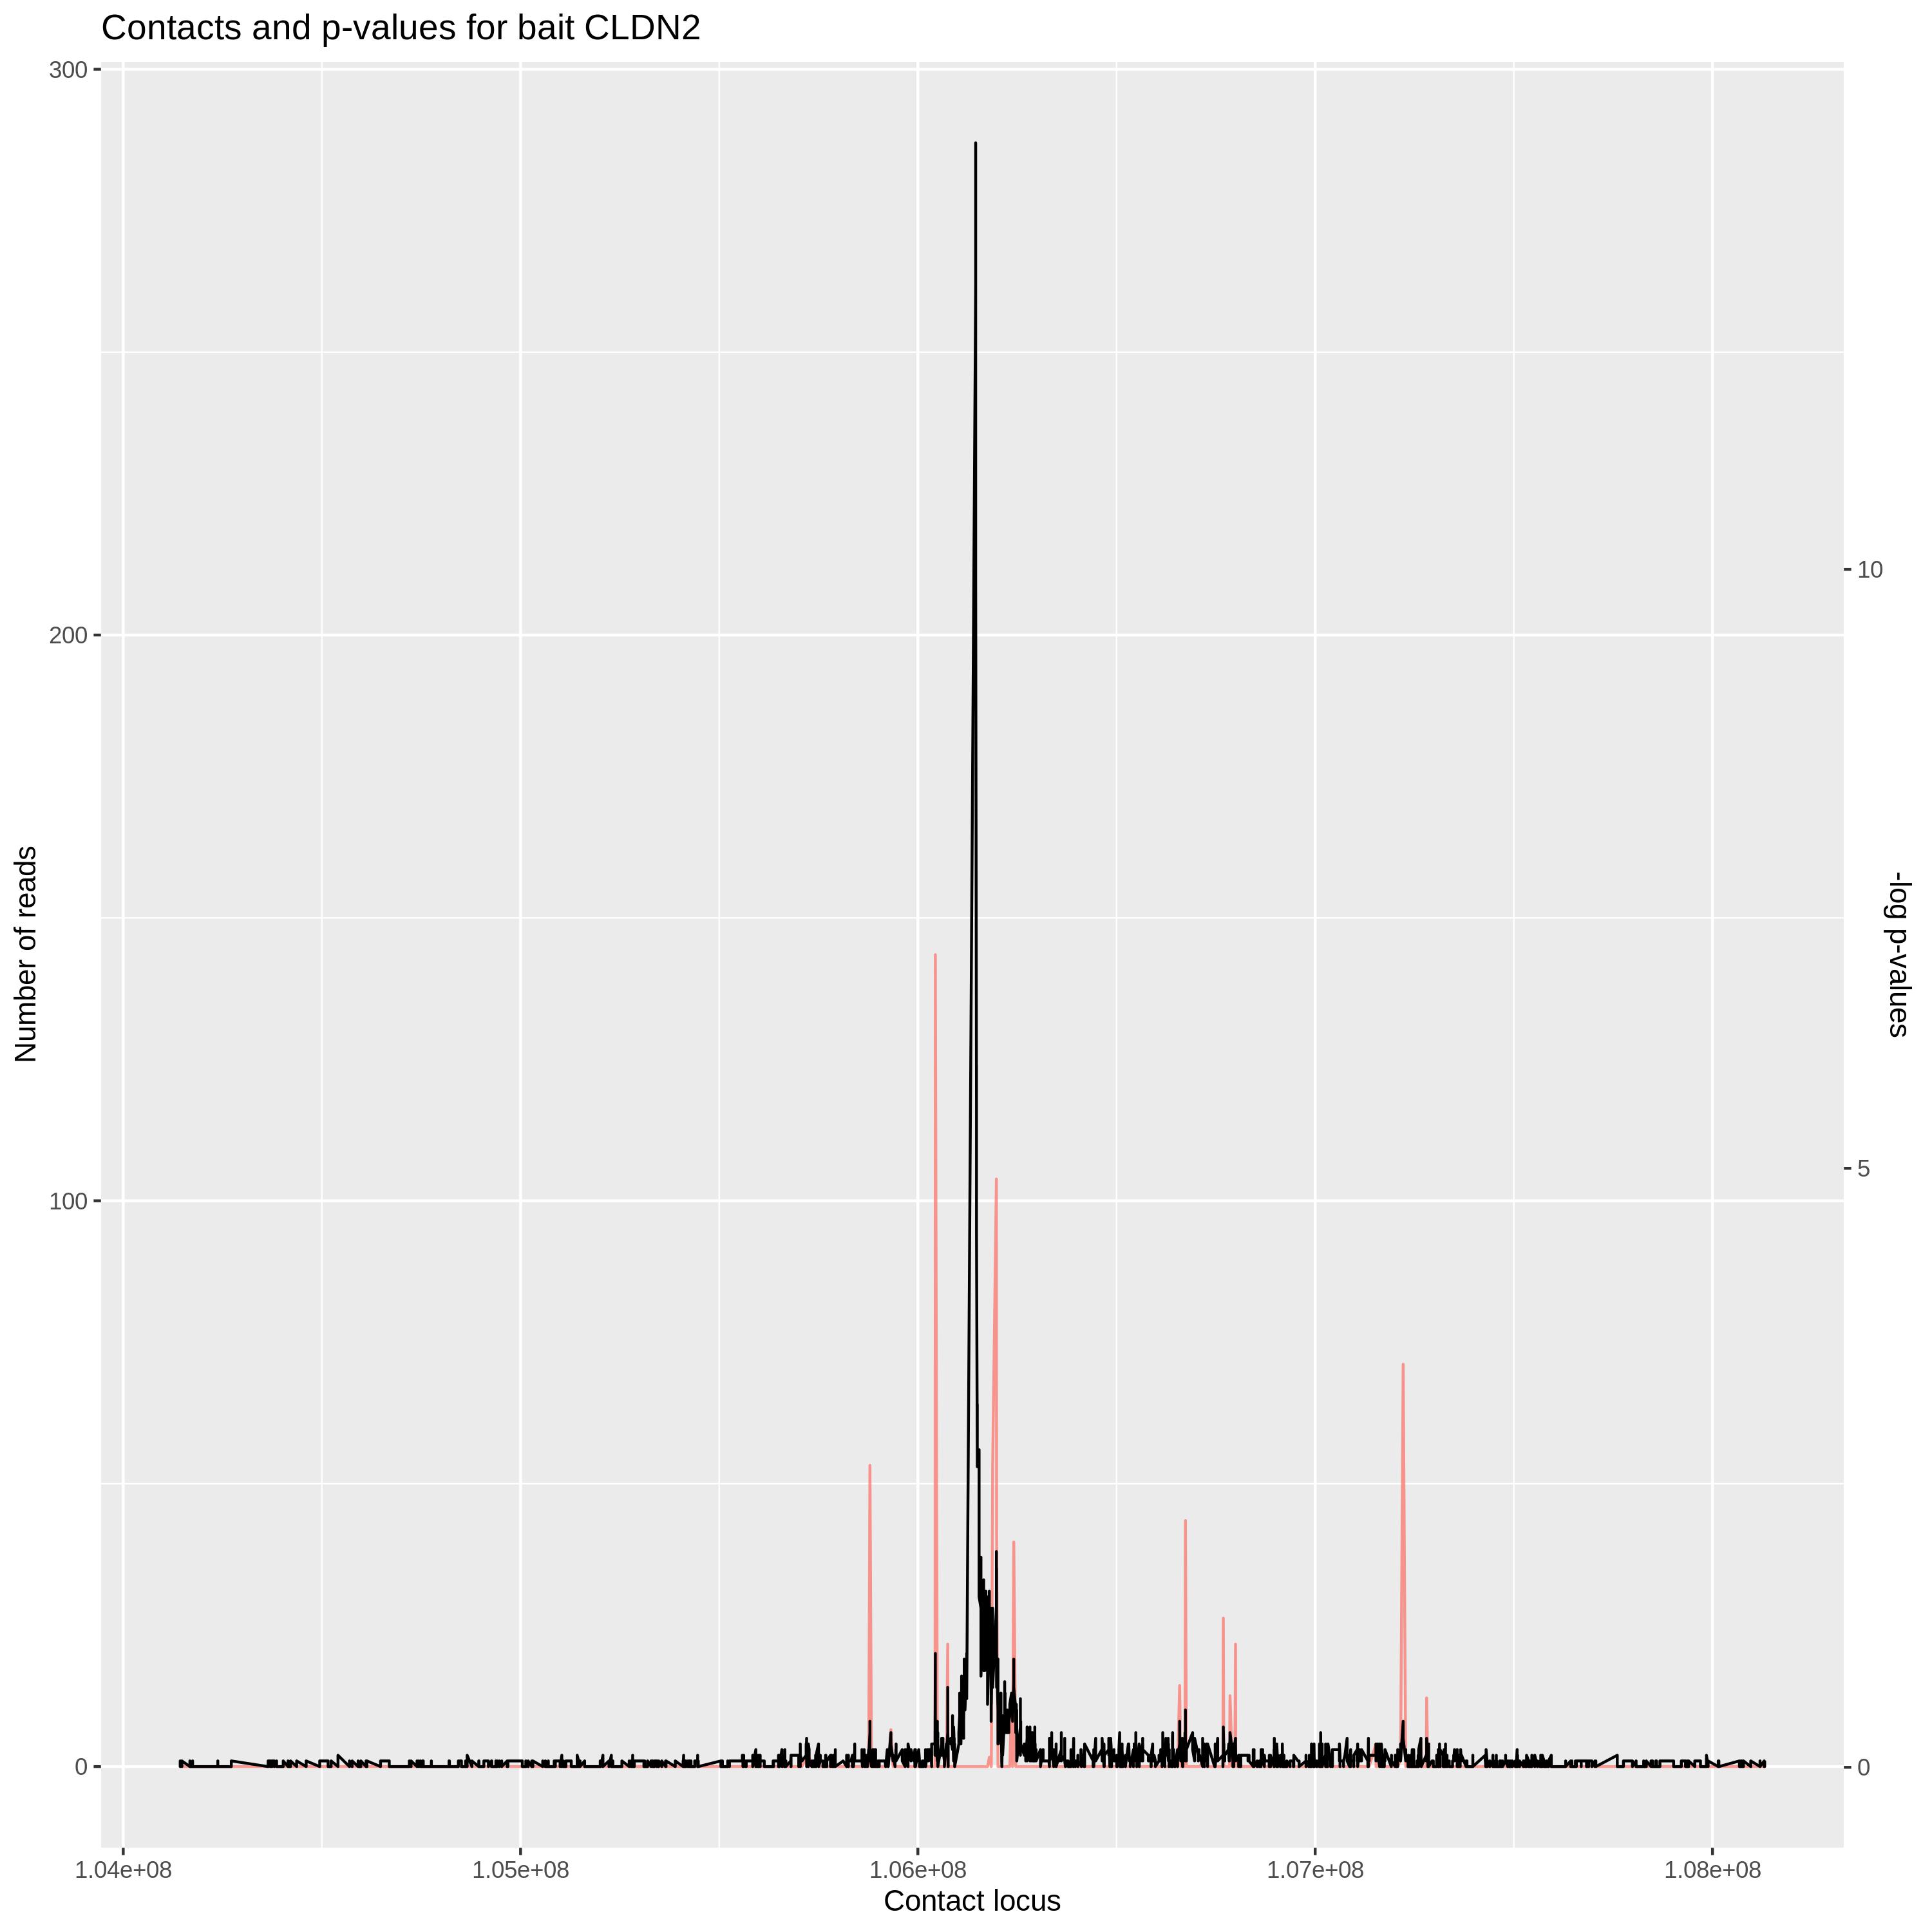 Contacts and p-values for bait CLDN2
300
200
100
0
Number of reads
10
5
0
-log p-values
1.04e+08
1.05e+08
1.06e+08
1.07e+08
1.08e+08
Contact locus